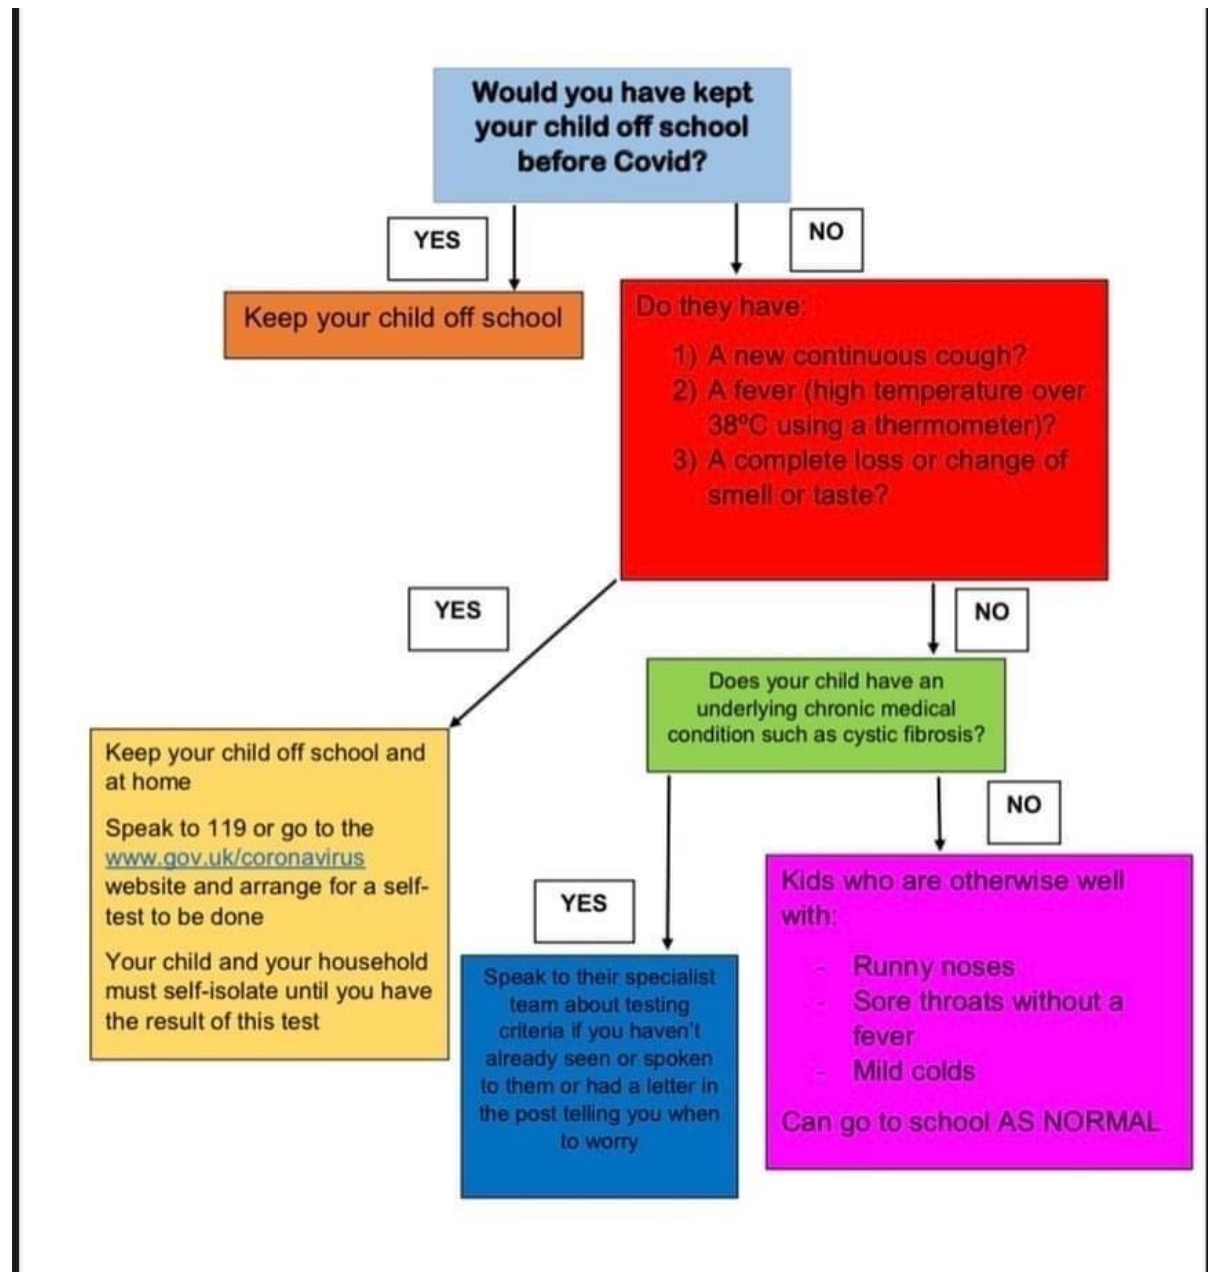 Would you have kept
your child off school
before Covid?
YES
NO
Keep your child off school
Do they have:
1) A new continuous cough?
2) A fever (high temperature over
38ºC using a thermometer)?
3) A complete loss or change of
smell or taste?
YES
NO
Does your child have an
underlying chronic medical
condition such as cystic fibrosis?
Keep your child off school and
at home
Speak to 119 or go to the
www.gov.uk/coronavirus
website and arrange for a self-
test to be done
Your child and your household
must self-isolate until you have
the result of this test
YES
NO
Speak to their specialist
team about testing
criteria if you haven't
already seen or spoken
to them or had a letter in
the post telling you when
to worry
Kids who are otherwise well
with:
- Runny noses
- Sore throats without a
fever
- Mild colds
Can go to school AS NORMAL